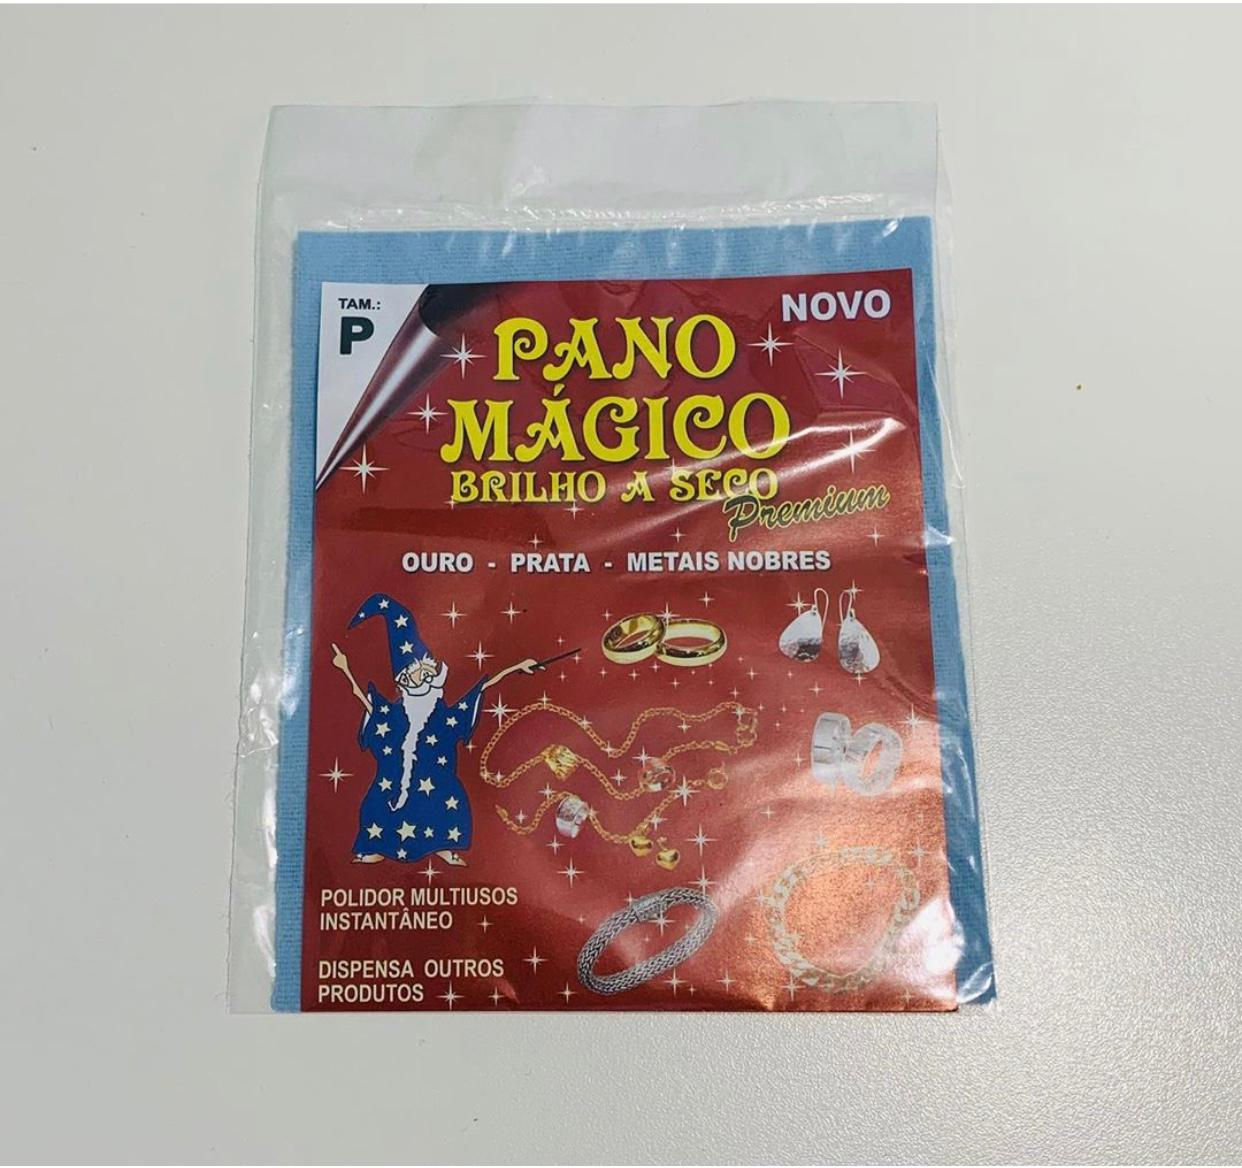 TAM.:
P
NOVO
PANO
MÁGICO
BRILHO A SECO
Premium
OURO - PRATA - METAIS NOBRES
POLIDOR MULTIUSOS
INSTANTÂNEO
DISPENSA OUTROS
PRODUTOS